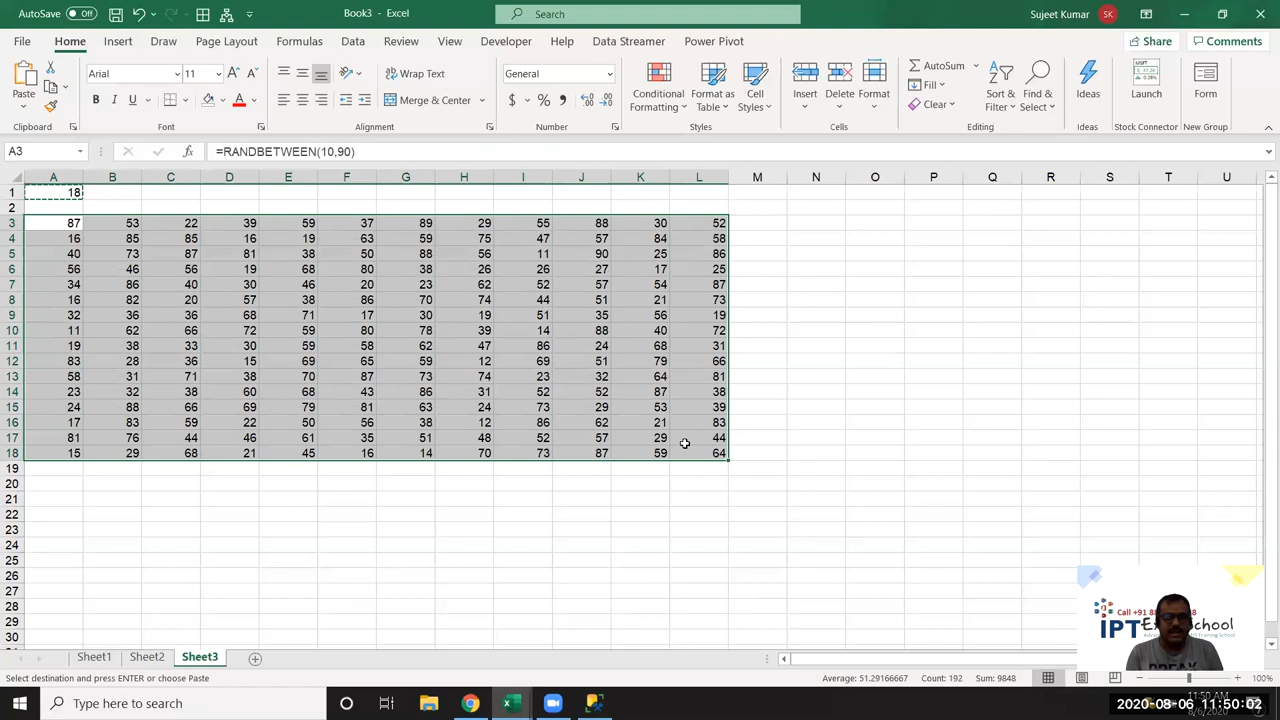 AutoSave Off Book3 - Excel Search Sujeet Kumar SK
File Home Insert Draw Page Layout Formulas Data Review View Developer Help Data Streamer Power Pivot Share Comments
Paste Arial 11 Wrap Text General Conditional Formatting Format as Table Cell Styles Insert Delete Format AutoSum Sort & Filter Find & Select Ideas Launch Form
B I U Merge & Center $ % Fill Clear
Clipboard Font Alignment Number Styles Cells Editing Ideas Stock Connector New Group
A3 fx =RANDBETWEEN(10,90)
A B C D E F G H I J K L M N O P Q R S T U
1 18
2
3 87 53 22 39 59 37 89 29 55 88 30 52
4 16 85 85 16 19 63 59 75 47 57 84 58
5 40 73 87 81 38 50 88 56 11 90 25 86
6 56 46 56 19 68 80 38 26 26 27 17 25
7 34 86 40 30 46 20 23 62 52 57 54 87
8 16 82 20 57 38 86 70 74 44 51 21 73
9 32 36 36 68 71 17 30 19 51 35 56 19
10 11 62 66 72 59 80 78 39 14 88 40 72
11 19 38 33 30 59 58 62 47 86 24 68 31
12 83 28 36 15 69 65 59 12 69 51 79 66
13 58 31 71 38 70 87 73 74 23 32 64 81
14 23 32 38 60 68 43 86 31 52 52 87 38
15 24 88 66 69 79 81 63 24 73 29 53 39
16 17 83 59 22 50 56 38 12 86 62 21 83
17 81 76 44 46 61 35 51 48 52 57 29 44
18 15 29 68 21 45 16 14 70 73 87 59 64
19
20
21
22
23
24
25
26
27
28
29
30
Call +91 8
IPT
School
BREAK
Sheet1 Sheet2 Sheet3
Select destination and press ENTER or choose Paste Average: 51.29166667 Count: 192 Sum: 9848 100%
Type here to search 11:50 AM
2020-08-06 11:50:02
8/6/2020